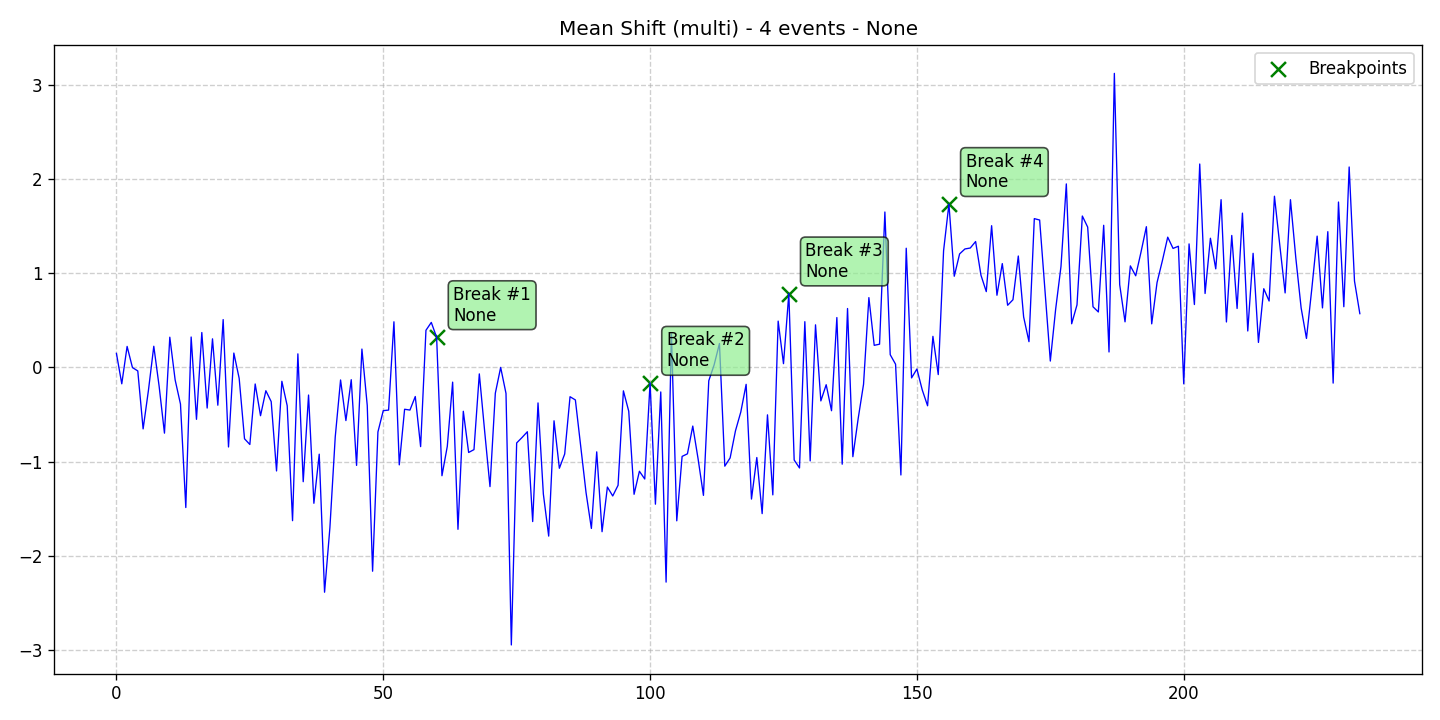 Mean Shift (multi) - 4 events - None
Breakpoints
Break #4
None
Break #3
None
Break #1
None
Break #2
None
3
2
1
0
−1
−2
−3
0
50
100
150
200